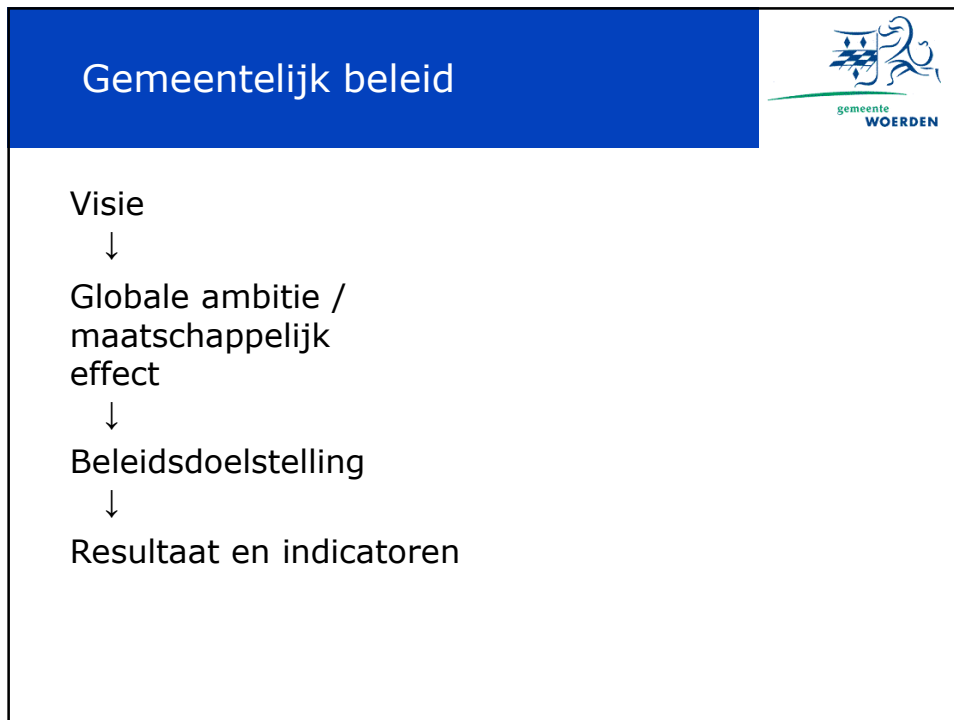 Gemeentelijk beleid
gemeente
WOERDEN
Visie
↓
Globale ambitie /
maatschappelijk
effect
↓
Beleidsdoelstelling
↓
Resultaat en indicatoren